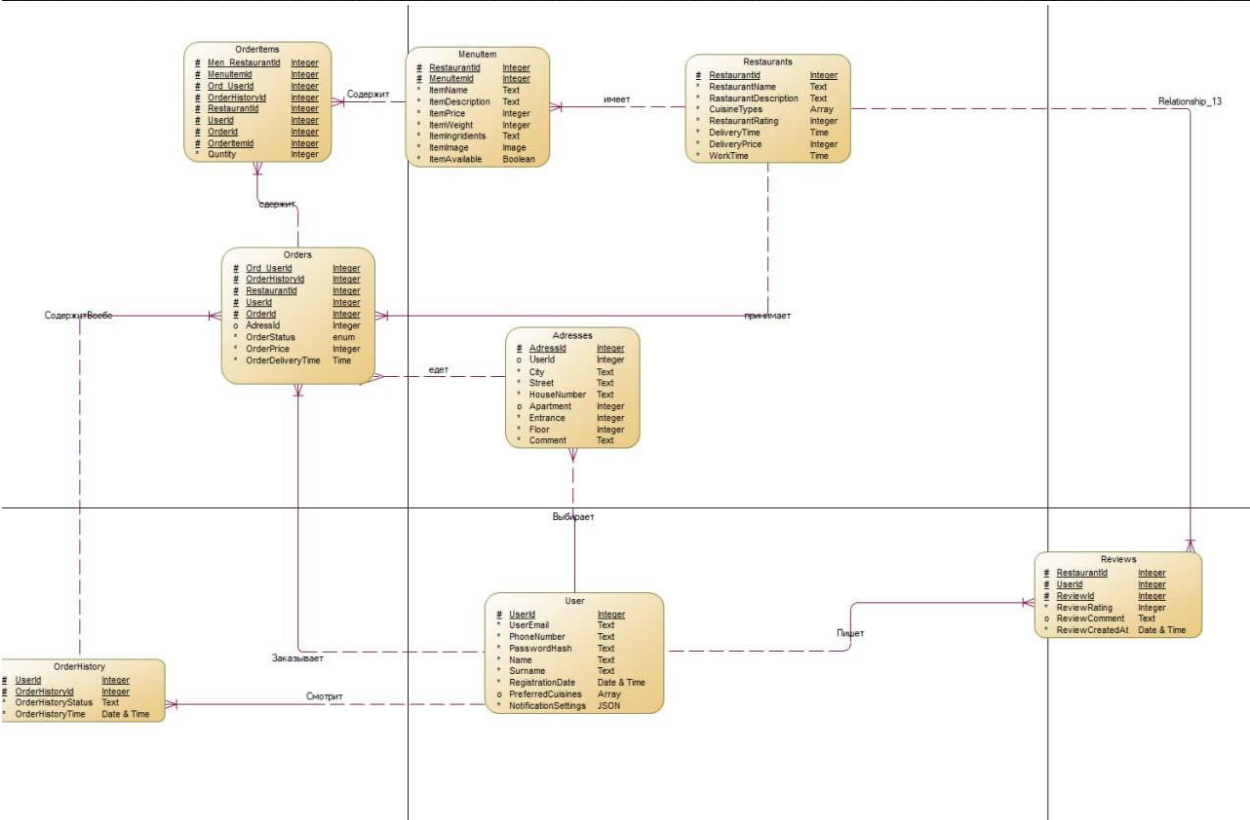 OrderItems
# Men_RestaurantId Integer
# MenuItemId Integer
# Ord_UserId Integer
# OrderHistoryId Integer
# RestaurantId Integer
# UserId Integer
# OrderId Integer
# OrderItemId Integer
* Quntity Integer
Содержит
MenuItem
# RestaurantId Integer
# MenuItemId Integer
* ItemName Text
* ItemDescription Text
* ItemPrice Integer
* ItemWeight Integer
* ItemIngridients Text
* ItemImage Image
* ItemAvailable Boolean
имеет
Restaurants
# RestaurantId Integer
* RestaurantName Text
* RastaurantDescription Text
* CuisineTypes Array
* RestaurantRating Integer
* DeliveryTime Time
* DeliveryPrice Integer
* WorkTime Time
Relationship_13
сдержит
Orders
# Ord_UserId Integer
# OrderHistoryId Integer
# RestaurantId Integer
# UserId Integer
# OrderId Integer
o AdressId Integer
* OrderStatus enum
* OrderPrice Integer
* OrderDeliveryTime Time
СодержитВсебе
принимает
едет
Adresses
# AdressId Integer
o UserId Integer
* City Text
* Street Text
* HouseNumber Text
o Apartment Integer
* Entrance Integer
* Floor Integer
* Comment Text
Выбирает
Reviews
# RestaurantId Integer
# UserId Integer
# ReviewId Integer
* ReviewRating Integer
o ReviewComment Text
* ReviewCreatedAt Date & Time
User
# UserId Integer
* UserEmail Text
* PhoneNumber Text
* PasswordHash Text
* Name Text
* Surname Text
* RegistrationDate Date & Time
o PreferredCuisines Array
* NotificationSettings JSON
Пишет
Заказывает
OrderHistory
# UserId Integer
# OrderHistoryId Integer
* OrderHistoryStatus Text
* OrderHistoryTime Date & Time
Смотрит